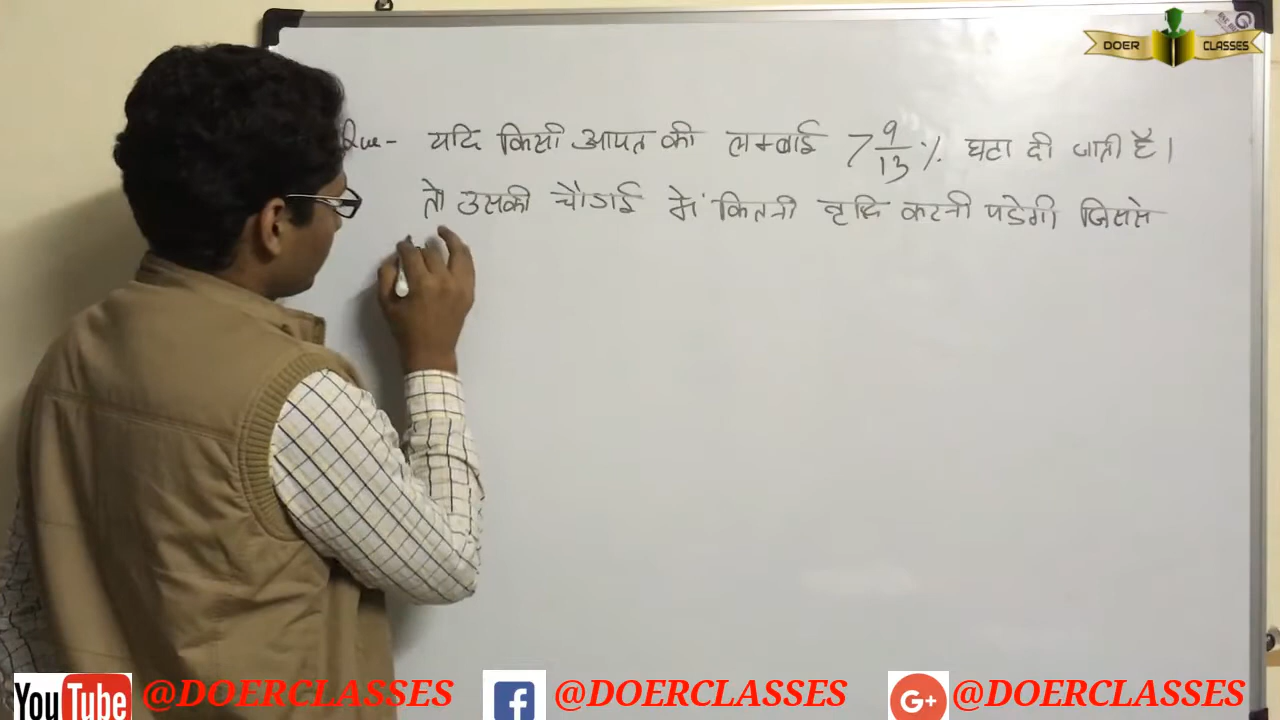 DOER CLASSES
Que- यदि किसी आयत की लम्बाई 7 9/13 % घटा दी जाती है।
तो उसकी चौडाई में कितनी वृद्धि करनी पडेगी जिससे
YouTube @DOERCLASSES f @DOERCLASSES G+ @DOERCLASSES